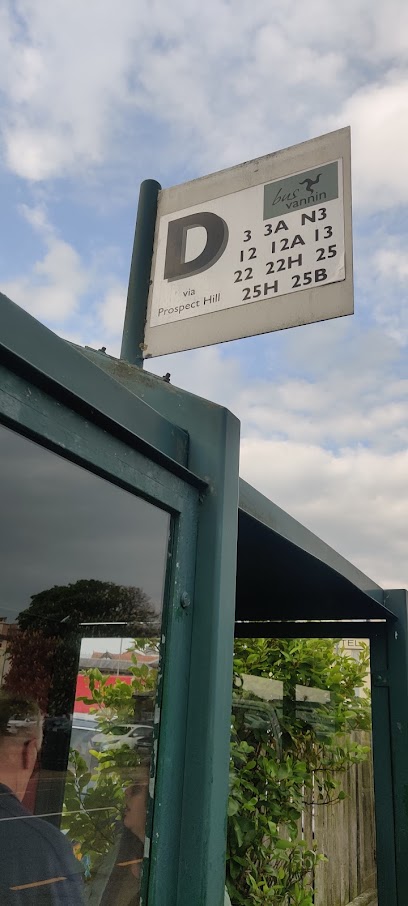 bus
vannin
D
3 3A N3
12 12A 13
22 22H 25
25H 25B
via
Prospect Hill